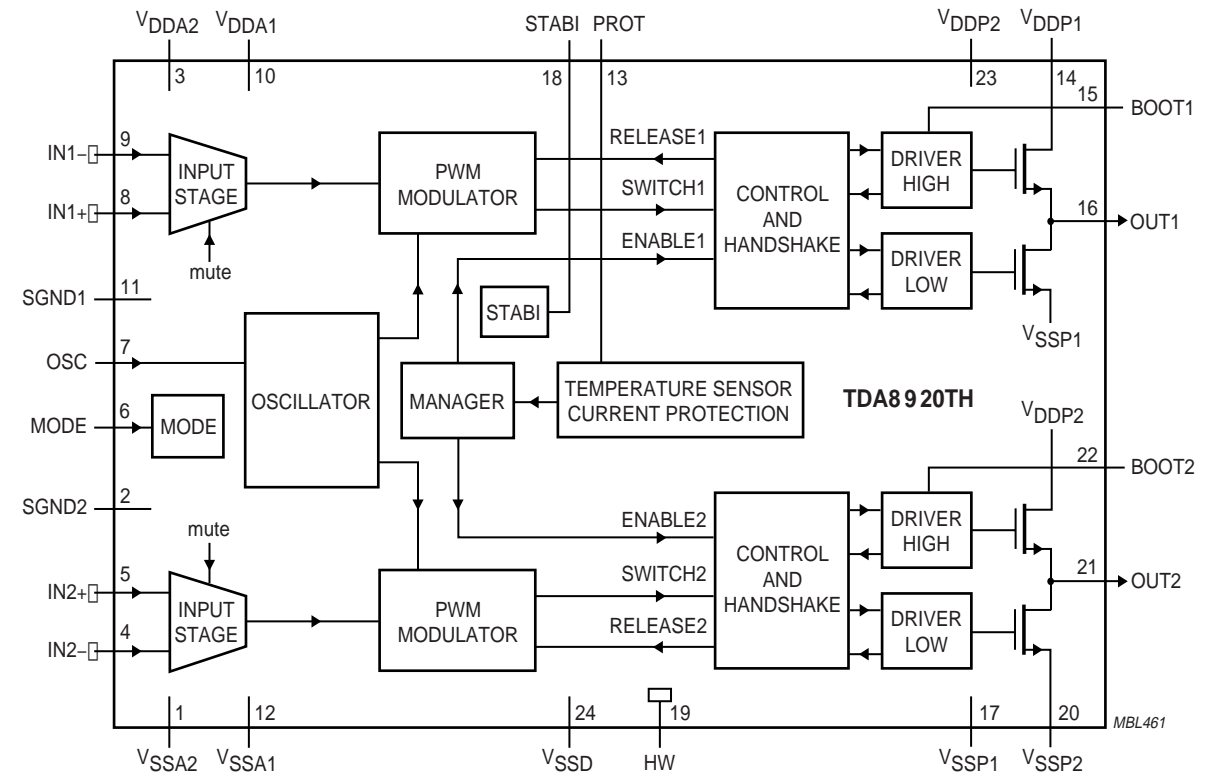 VDDA2 VDDA1 STABI PROT VDDP2 VDDP1
3 10 18 13 23 14
15 BOOT1
IN1− 9
INPUT STAGE
IN1+ 8
mute
PWM MODULATOR
RELEASE1
SWITCH1
ENABLE1
CONTROL AND HANDSHAKE
DRIVER HIGH
DRIVER LOW
16 OUT1
VSSP1
SGND1 11
STABI
OSC 7
OSCILLATOR
MANAGER
TEMPERATURE SENSOR
CURRENT PROTECTION
TDA8920TH
MODE 6
MODE
VDDP2
22 BOOT2
SGND2 2
mute
IN2+ 5
INPUT STAGE
IN2− 4
PWM MODULATOR
ENABLE2
SWITCH2
RELEASE2
CONTROL AND HANDSHAKE
DRIVER HIGH
DRIVER LOW
21 OUT2
1 12 24 19 17 20
VSSA2 VSSA1 VSSD HW VSSP1 VSSP2
MBL461